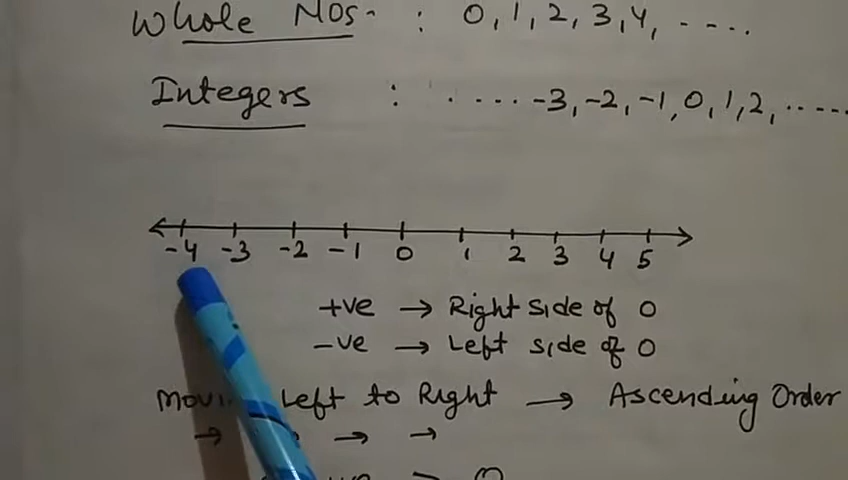 Whole Nos. : 0, 1, 2, 3, 4, .....
Integers : ..... -3, -2, -1, 0, 1, 2, .....
-4 -3 -2 -1 0 1 2 3 4 5
+ve → Right side of 0
-ve → Left side of 0
Left to Right → Ascending Order
→ → →
> 0